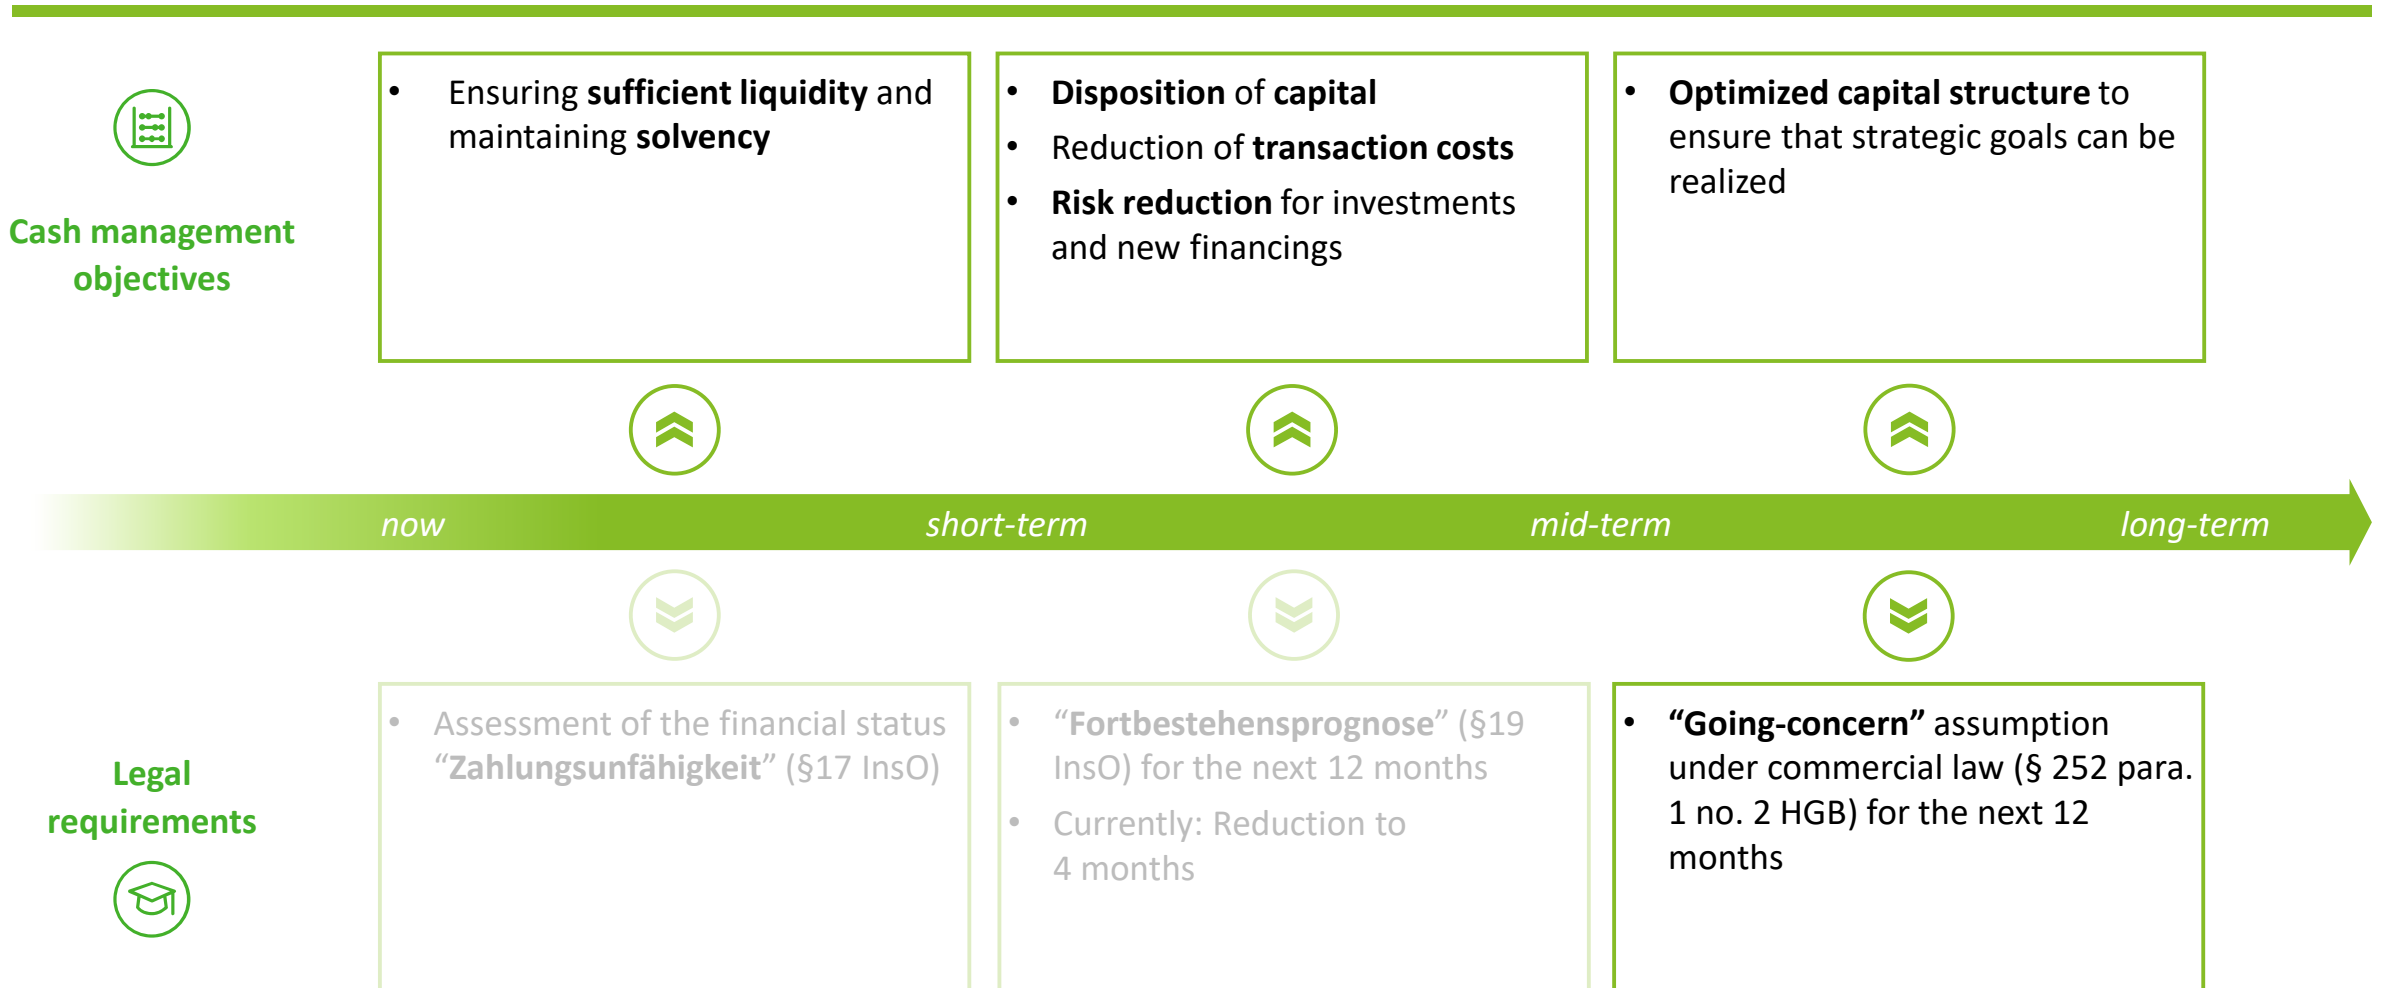 Cash management
objectives
• Ensuring sufficient liquidity and
maintaining solvency
• Disposition of capital
• Reduction of transaction costs
• Risk reduction for investments
and new financings
• Optimized capital structure to
ensure that strategic goals can be
realized
now
short-term
mid-term
long-term
Legal
requirements
• Assessment of the financial status
“Zahlungsunfähigkeit” (§17 InsO)
• “Fortbestehensprognose” (§19
InsO) for the next 12 months
• Currently: Reduction to
4 months
• “Going-concern” assumption
under commercial law (§ 252 para.
1 no. 2 HGB) for the next 12
months